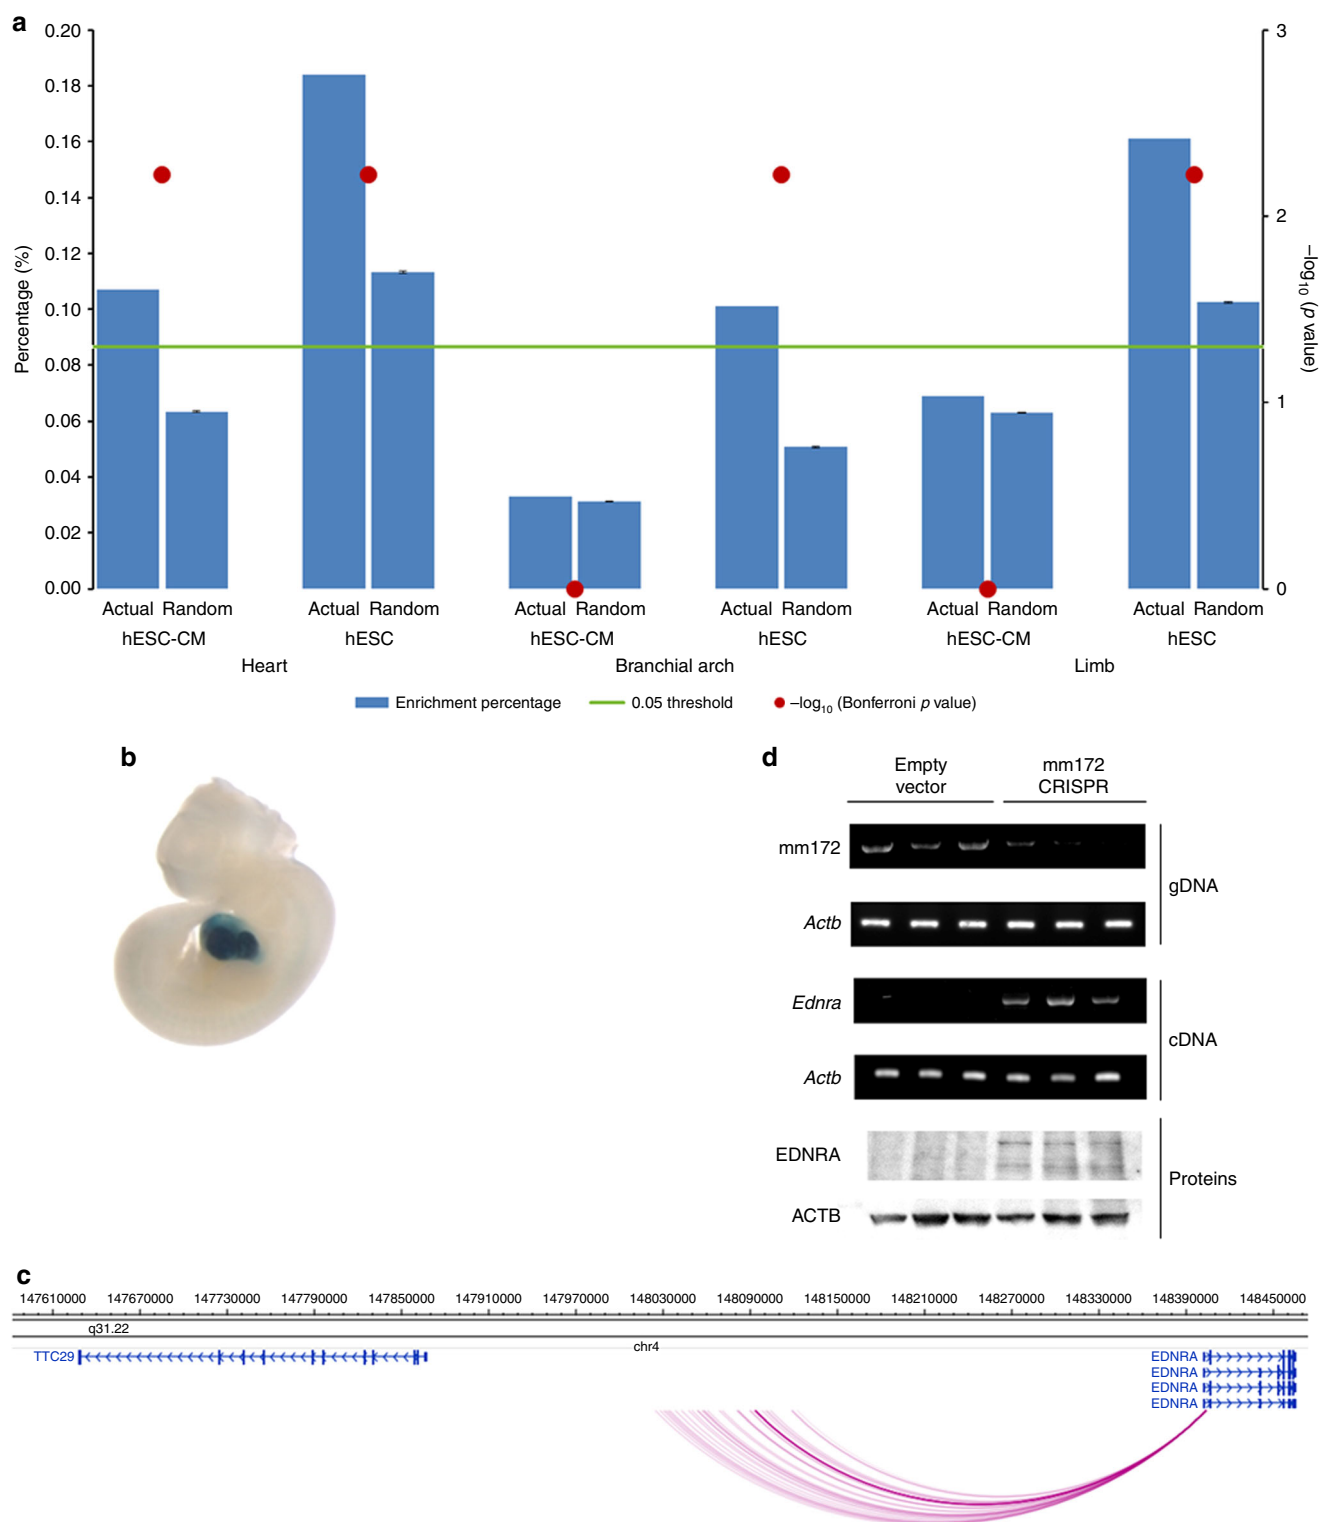 a
0.20
0.18
0.16
0.14
0.12
0.10
0.08
0.06
0.04
0.02
0.00
Percentage (%)
3
2
1
0
–log10 (p value)
Actual Random Actual Random Actual Random Actual Random Actual Random Actual Random
hESC-CM hESC hESC-CM hESC hESC-CM hESC
Heart Branchial arch Limb
Enrichment percentage 0.05 threshold –log10 (Bonferroni p value)
b
d
Empty vector
mm172 CRISPR
mm172
Actb
gDNA
Ednra
Actb
cDNA
EDNRA
ACTB
Proteins
c
147610000 147670000 147730000 147790000 147850000 147910000 147970000 148030000 148090000 148150000 148210000 148270000 148330000 148390000 148450000
q31.22
chr4
TTC29
EDNRA
EDNRA
EDNRA
EDNRA